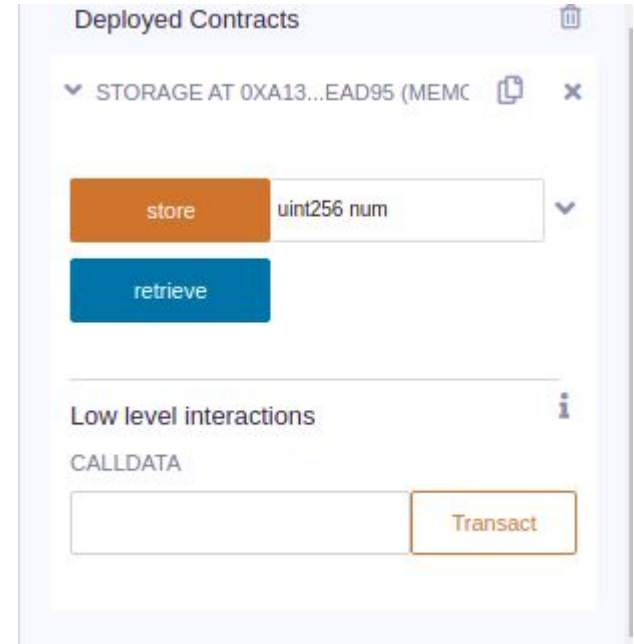 Deployed Contracts
STORAGE AT 0XA13...EAD95 (MEMC
store
uint256 num
retrieve
Low level interactions
CALLDATA
Transact